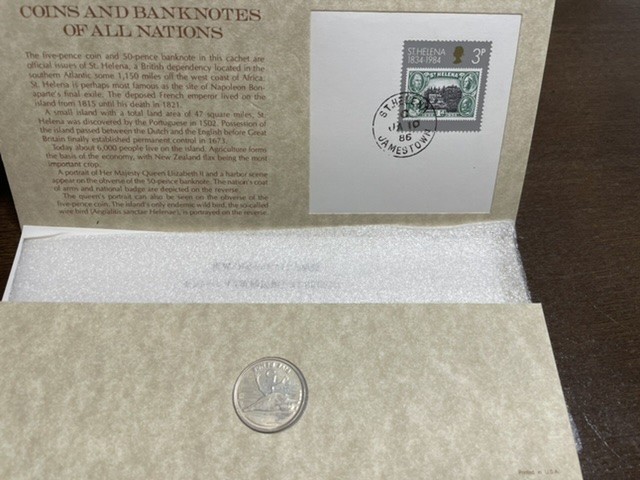 COINS AND BANKNOTES
OF ALL NATIONS
The five-pence coin and 50-pence banknote in this cachet are
official issues of St. Helena, a British dependency located in the
southern Atlantic, some 1,150 miles off the west coast of Africa.
St. Helena is perhaps most famous as the site of Napoleon Bon-
aparte's final exile. The deposed French emperor lived on the
island from 1815 until his death in 1821.
A small island with a total land area of 47 square miles, St.
Helena was discovered by the Portuguese in 1502. Possession of
the island passed between the Dutch and the English before Great
Britain finally established permanent control in 1673.
Today about 6,000 people live on the island. Agriculture forms
the basis of the economy, with New Zealand flax being the most
important crop.
A portrait of Her Majesty Queen Elizabeth II and a harbor scene
appear on the obverse of the 50-pence banknote. The nation's coat
of arms and national badge are depicted on the reverse.
The queen's portrait can also be seen on the obverse of the
five-pence coin. The island's only endemic wild bird, the so-called
wire bird (Aegialitis sanctae Helenae), is portrayed on the reverse.
ST. HELENA
1834-1984
3P
ST HELENA
ST. HELENA
JA 10
86
JAMESTOWN
Printed in U.S.A.